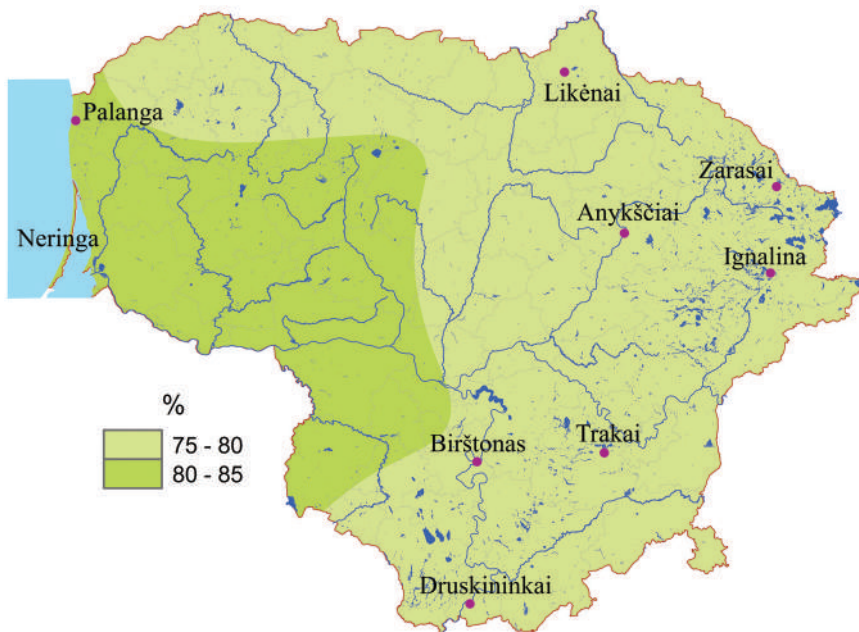 Likėnai
Palanga
Zarasai
Anykščiai
Neringa
Ignalina
%
75 - 80
80 - 85
Birštonas
Trakai
Druskininkai